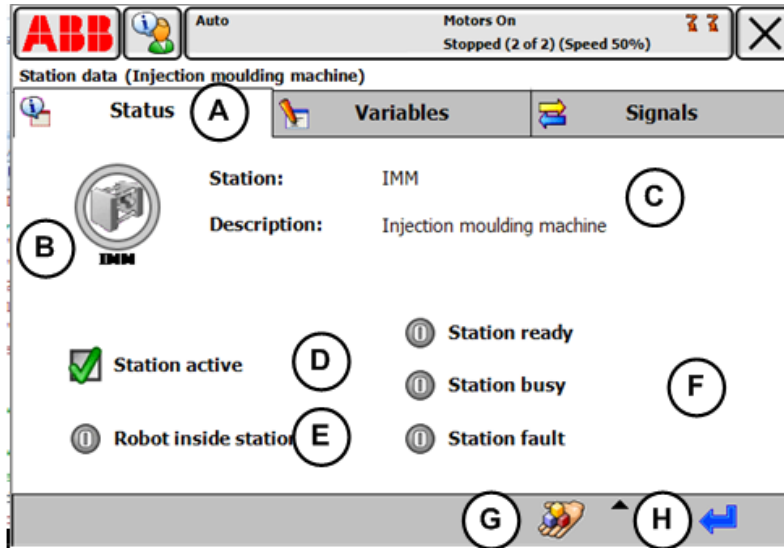 ABB
Auto
Motors On
Stopped (2 of 2) (Speed 50%)
Station data (Injection moulding machine)
Status A Variables Signals
Station: IMM C
Description: Injection moulding machine
B
IMM
Station ready
Station active D
Station busy F
Robot inside station E
Station fault
G H